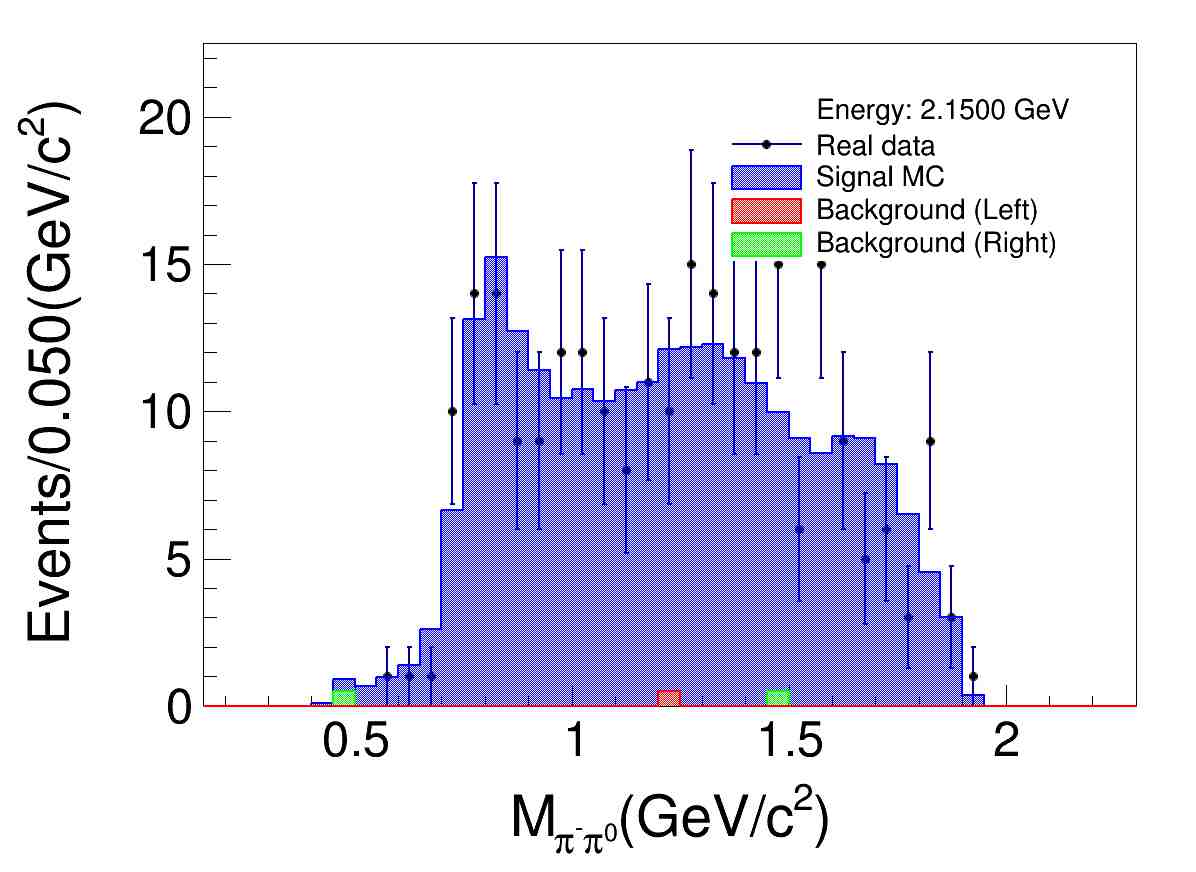 Events/0.050(GeV/c²)
20
15
10
5
0
Energy: 2.1500 GeV
Real data
Signal MC
Background (Left)
Background (Right)
0.5 1 1.5 2
M_π⁻π⁰(GeV/c²)